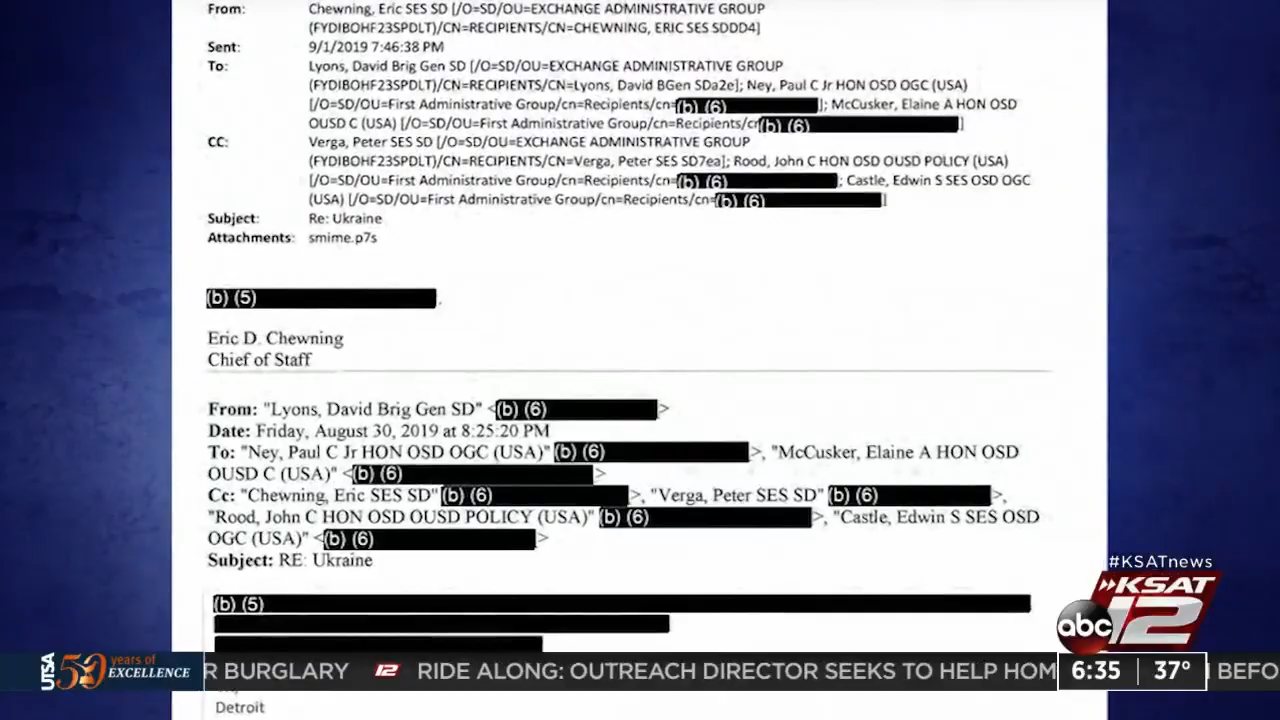 From: Chewning, Eric SES SD [/O=SD/OU=EXCHANGE ADMINISTRATIVE GROUP
(FYDIBOHF23SPDLT)/CN=RECIPIENTS/CN=CHEWNING, ERIC SES SDDD4]
Sent: 9/1/2019 7:46:38 PM
To: Lyons, David Brig Gen SD [/O=SD/OU=EXCHANGE ADMINISTRATIVE GROUP
(FYDIBOHF23SPDLT)/CN=RECIPIENTS/CN=Lyons, David BGen SDa2e]; Ney, Paul C Jr HON OSD OGC (USA)
[/O=SD/OU=First Administrative Group/cn=Recipients/cn=(b) (6) ]; McCusker, Elaine A HON OSD
OUSD C (USA) [/O=SD/OU=First Administrative Group/cn=Recipients/cr(b) (6) ]
CC: Verga, Peter SES SD [/O=SD/OU=EXCHANGE ADMINISTRATIVE GROUP
(FYDIBOHF23SPDLT)/CN=RECIPIENTS/CN=Verga, Peter SES SD7ea]; Rood, John C HON OSD OUSD POLICY (USA)
[/O=SD/OU=First Administrative Group/cn=Recipients/cn=(b) (6) ; Castle, Edwin S SES OSD OGC
(USA) [/O=SD/OU=First Administrative Group/cn=Recipients/cn=(b) (6) ]
Subject: Re: Ukraine
Attachments: smime.p7s
(b) (5) .
Eric D. Chewning
Chief of Staff
From: "Lyons, David Brig Gen SD" <(b) (6) >
Date: Friday, August 30, 2019 at 8:25:20 PM
To: "Ney, Paul C Jr HON OSD OGC (USA)" (b) (6) >, "McCusker, Elaine A HON OSD
OUSD C (USA)" <(b) (6) >
Cc: "Chewning, Eric SES SD" (b) (6) >, "Verga, Peter SES SD" (b) (6) >,
"Rood, John C HON OSD OUSD POLICY (USA)" (b) (6) >, "Castle, Edwin S SES OSD
OGC (USA)" <(b) (6) >
Subject: RE: Ukraine
(b) (5)
#KSATnews
KSAT
abc 12
UTSA 50 years of EXCELLENCE
R BURGLARY 12 RIDE ALONG: OUTREACH DIRECTOR SEEKS TO HELP HOM
6:35 37°
BEFO
Detroit